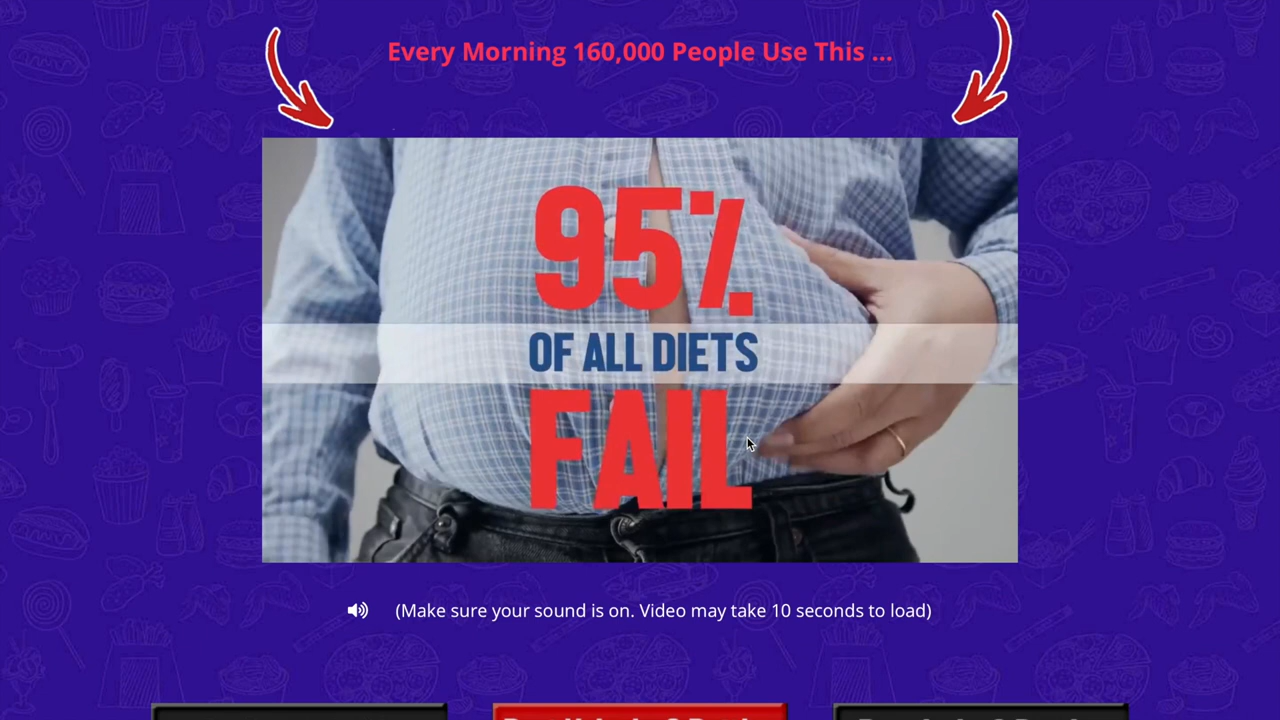 Every Morning 160,000 People Use This ...
95%
OF ALL DIETS
FAIL
(Make sure your sound is on. Video may take 10 seconds to load)